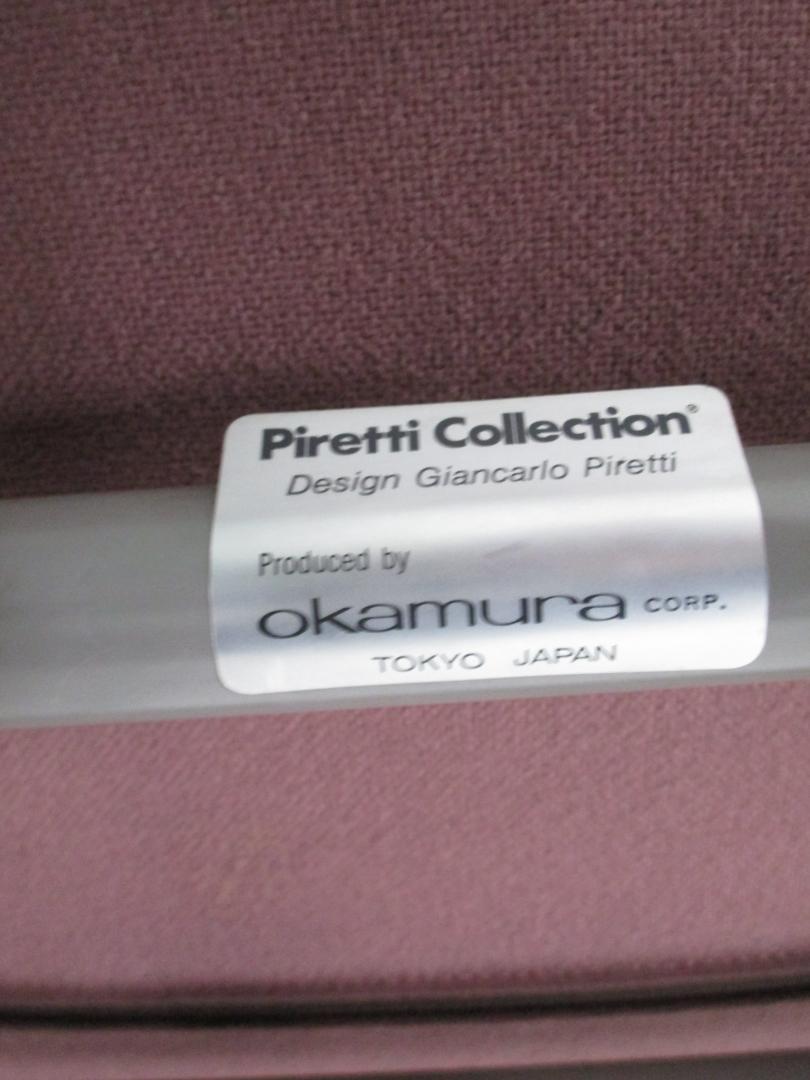 Piretti Collection®
Design Giancarlo Piretti
Produced by
okamura CORP.
TOKYO JAPAN